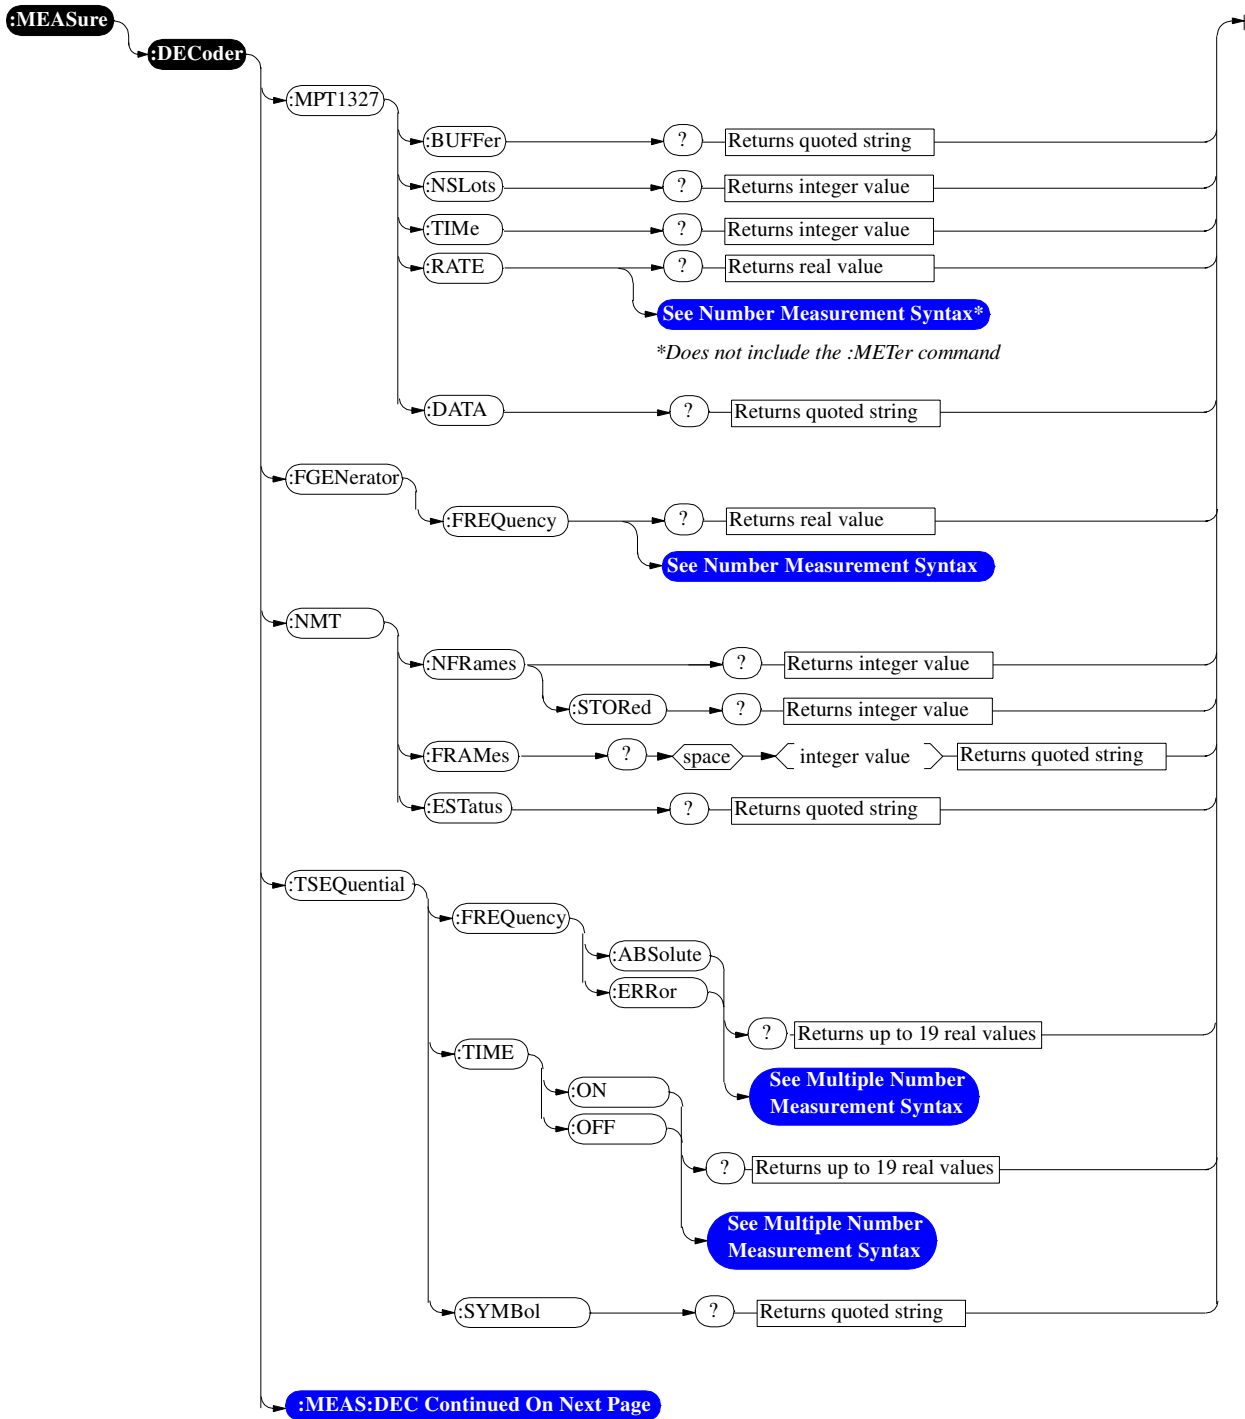 :MEASure
:DECoder
:MPT1327
:BUFFer ? Returns quoted string
:NSLots ? Returns integer value
:TIMe ? Returns integer value
:RATE ? Returns real value
See Number Measurement Syntax*
*Does not include the :METer command
:DATA ? Returns quoted string
:FGENerator
:FREQuency ? Returns real value
See Number Measurement Syntax
:NMT
:NFRames ? Returns integer value
:STORed ? Returns integer value
:FRAMes ? space integer value Returns quoted string
:ESTatus ? Returns quoted string
:TSEQuential
:FREQuency
:ABSolute
:ERRor
? Returns up to 19 real values
:TIME
See Multiple Number
Measurement Syntax
:ON
:OFF
? Returns up to 19 real values
See Multiple Number
Measurement Syntax
:SYMBol ? Returns quoted string
:MEAS:DEC Continued On Next Page